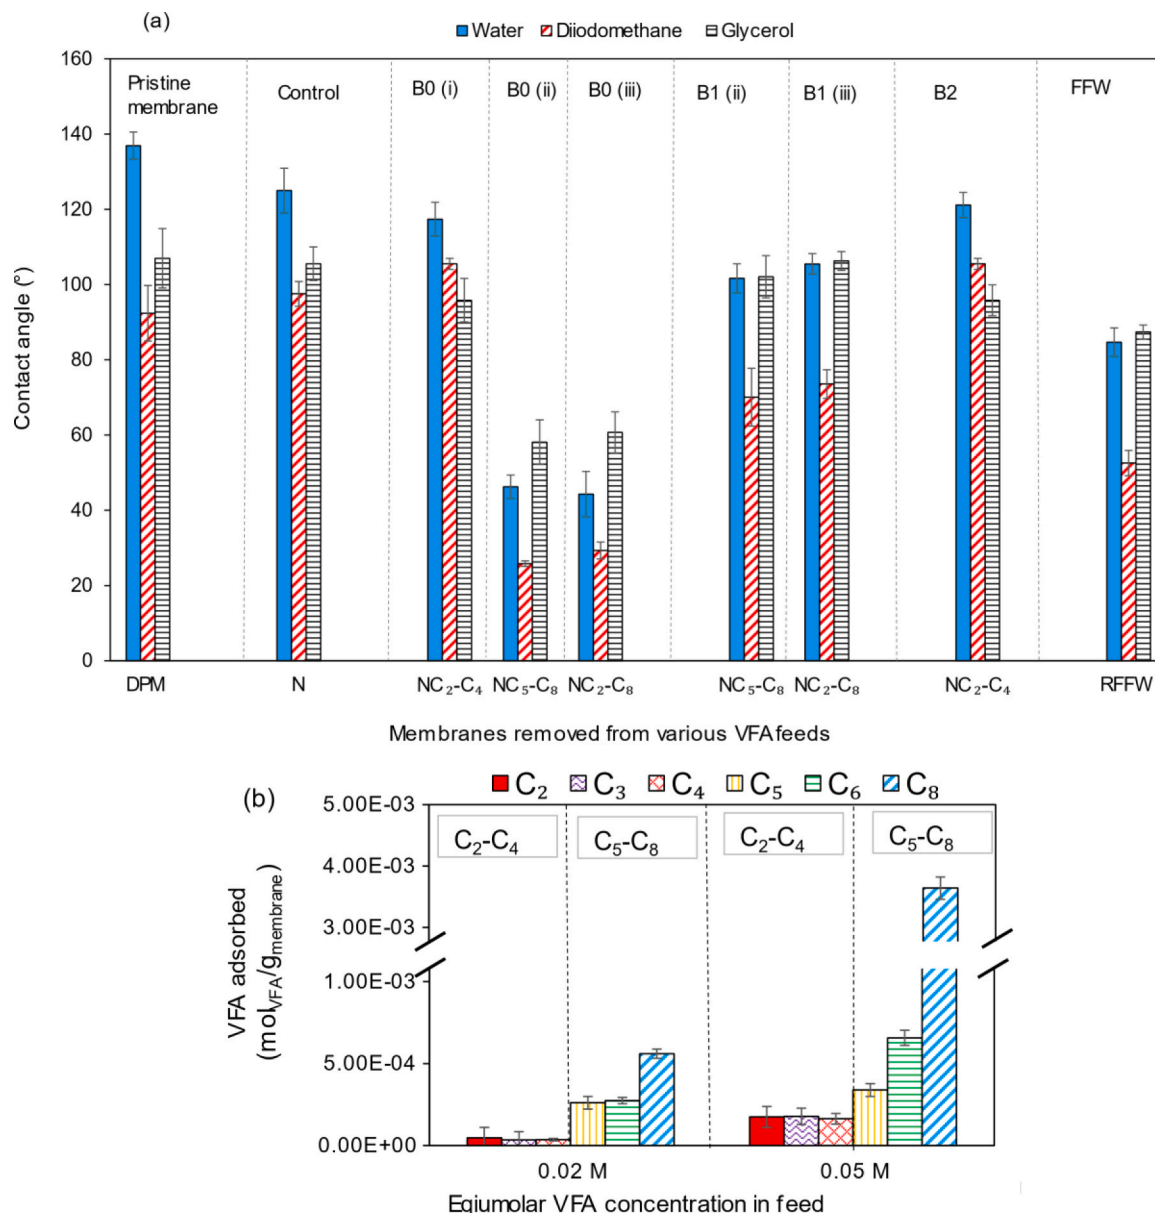 (a)
Water Diiodomethane Glycerol
160
140
120
100
80
60
40
20
0
Contact angle (°)
Pristine
membrane
Control
B0 (i)
B0 (ii)
B0 (iii)
B1 (ii)
B1 (iii)
B2
FFW
DPM
N
NC₂-C₄
NC₅-C₈
NC₂-C₈
NC₅-C₈
NC₂-C₈
NC₂-C₄
RFFW
Membranes removed from various VFA feeds
(b)
C₂ C₃ C₄ C₅ C₆ C₈
5.00E-03
4.00E-03
3.00E-03
1.00E-03
5.00E-04
0.00E+00
VFA adsorbed
(mol_VFA/g_membrane)
C₂-C₄
C₅-C₈
C₂-C₄
C₅-C₈
0.02 M
0.05 M
Eqiumolar VFA concentration in feed